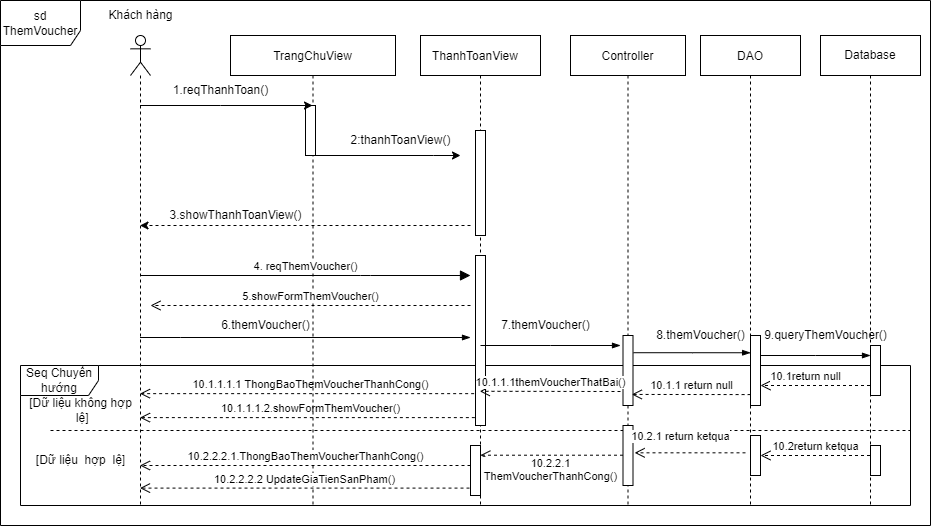 sd
ThemVoucher
Khách hàng
TrangChuView
ThanhToanView
Controller
DAO
Database
1.reqThanhToan()
2:thanhToanView()
3.showThanhToanView()
4. reqThemVoucher()
5.showFormThemVoucher()
6.themVoucher()
7.themVoucher()
8.themVoucher()
9.queryThemVoucher()
Seq Chuyển
hướng
[Dữ liệu không hợp
lệ]
10.1return null
10.1.1 return null
10.1.1.1themVoucherThatBai()
10.1.1.1.1 ThongBaoThemVoucherThanhCong()
10.1.1.1.2.showFormThemVoucher()
[Dữ liệu hợp lệ]
10.2return ketqua
10.2.1 return ketqua
10.2.2.1
ThemVoucherThanhCong()
10.2.2.2.1.ThongBaoThemVoucherThanhCong()
10.2.2.2.2 UpdateGiaTienSanPham()